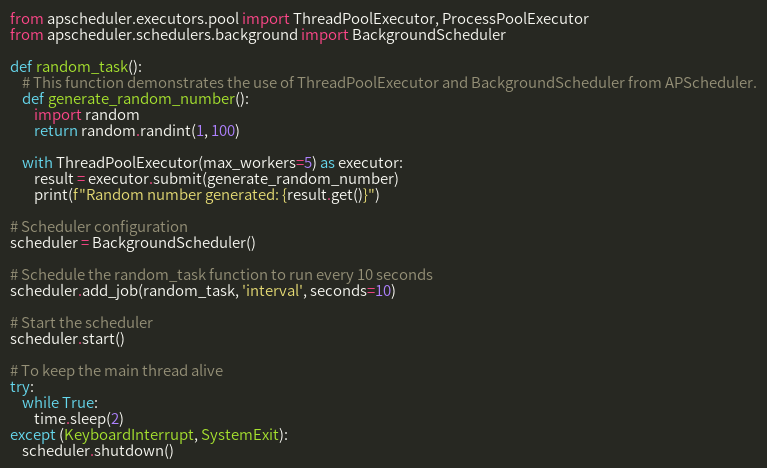 from apscheduler.executors.pool import ThreadPoolExecutor, ProcessPoolExecutor
from apscheduler.schedulers.background import BackgroundScheduler

def random_task():
    # This function demonstrates the use of ThreadPoolExecutor and BackgroundScheduler from APScheduler.
    def generate_random_number():
        import random
        return random.randint(1, 100)

    with ThreadPoolExecutor(max_workers=5) as executor:
        result = executor.submit(generate_random_number)
        print(f"Random number generated: {result.get()}")

# Scheduler configuration
scheduler = BackgroundScheduler()

# Schedule the random_task function to run every 10 seconds
scheduler.add_job(random_task, 'interval', seconds=10)

# Start the scheduler
scheduler.start()

# To keep the main thread alive
try:
    while True:
        time.sleep(2)
except (KeyboardInterrupt, SystemExit):
    scheduler.shutdown()